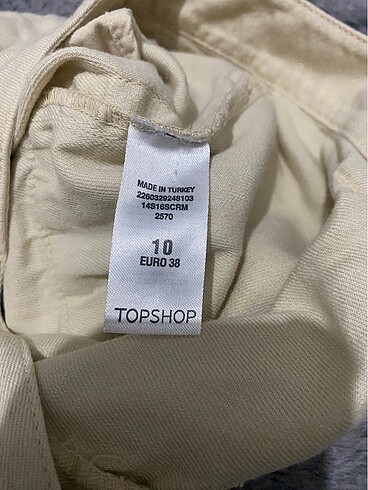 MADE IN TURKEY
2260329248103
14S16SCRM
2570
10
EURO 38
TOPSHOP